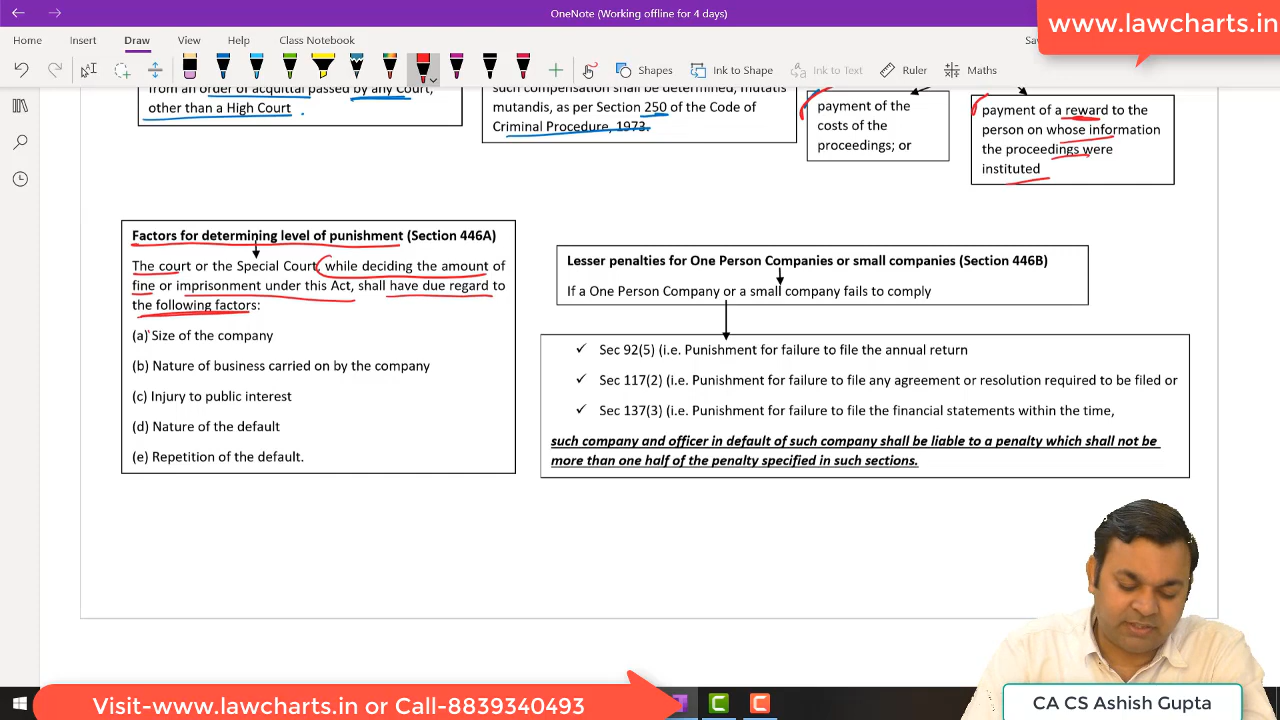 OneNote (Working offline for 4 days)
www.lawcharts.in
Home
Insert
Draw
View
Help
Class Notebook
Shapes
Ink to Shape
Ink to Text
Ruler
Maths
from an order of acquittal passed by any Court,
other than a High Court
such compensation shall be determined, mutatis
mutandis, as per Section 250 of the Code of
Criminal Procedure, 1973.
payment of the
costs of the
proceedings; or
payment of a reward to the
person on whose information
the proceedings were
instituted
Factors for determining level of punishment (Section 446A)
The court or the Special Court, while deciding the amount of
fine or imprisonment under this Act, shall have due regard to
the following factors:
(a) Size of the company
(b) Nature of business carried on by the company
(c) Injury to public interest
(d) Nature of the default
(e) Repetition of the default.
Lesser penalties for One Person Companies or small companies (Section 446B)
If a One Person Company or a small company fails to comply
✓ Sec 92(5) (i.e. Punishment for failure to file the annual return
✓ Sec 117(2) (i.e. Punishment for failure to file any agreement or resolution required to be filed or
✓ Sec 137(3) (i.e. Punishment for failure to file the financial statements within the time,
such company and officer in default of such company shall be liable to a penalty which shall not be
more than one half of the penalty specified in such sections.
Visit-www.lawcharts.in or Call-8839340493
CA CS Ashish Gupta